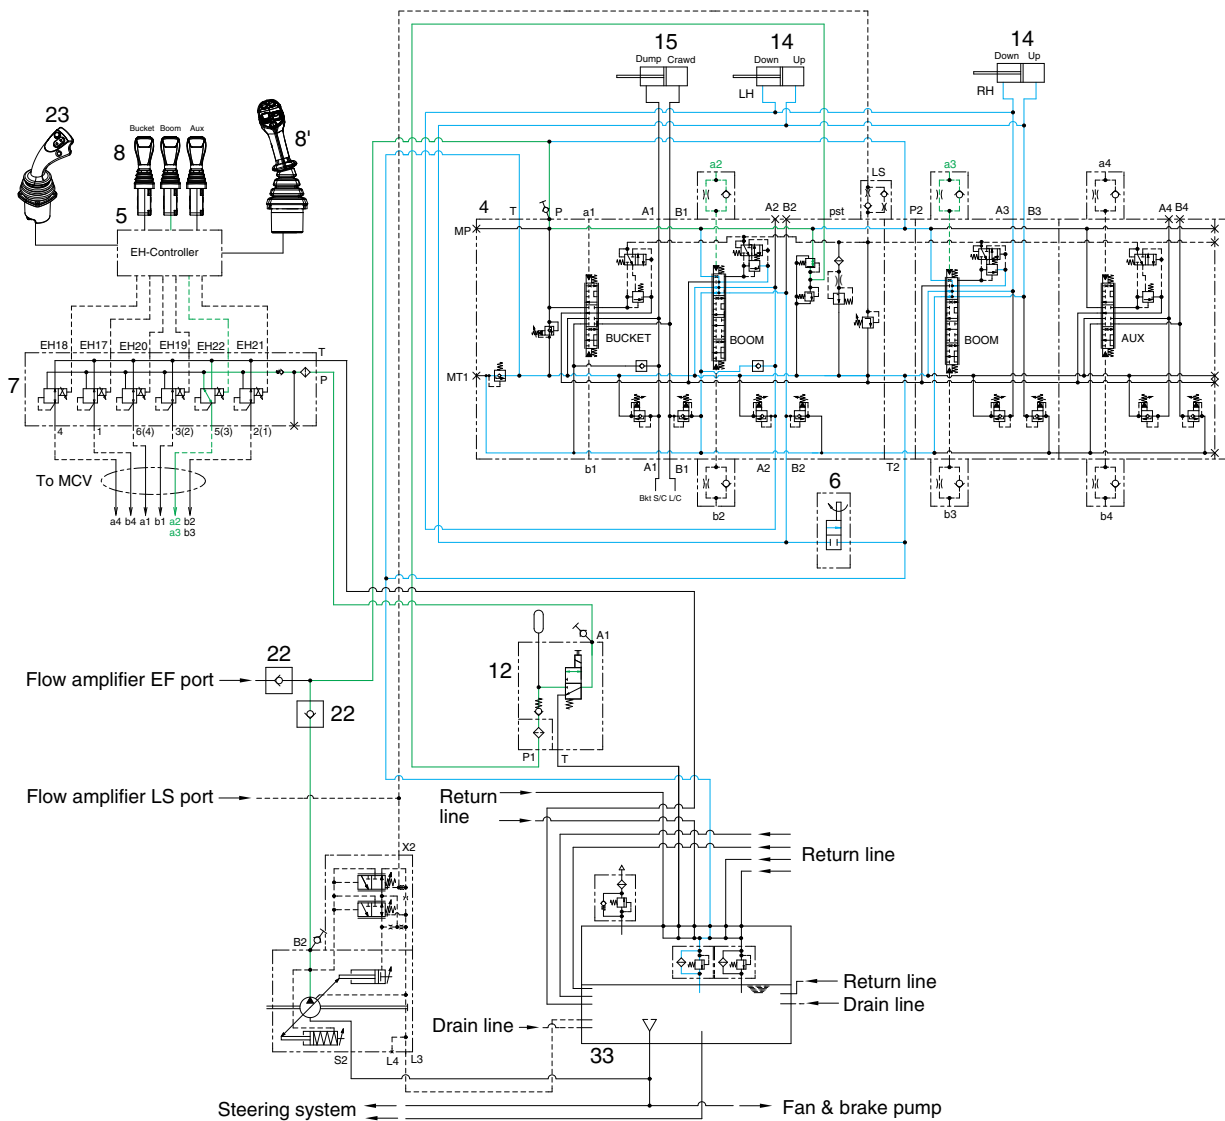 15
14
14
Dump Crawd
Down Up
Down Up
LH
RH
23
8
Bucket Boom Aux
8'
5
EH-Controller
a2
LS
a3
a4
4
T
P
a1
A1
B1
A2
B2
pst
P2
A3
B3
A4
B4
MP
BUCKET
BOOM
BOOM
AUX
MT1
EH18
EH17
EH20
EH19
EH22
EH21
T
P
7
4
1
6(4)
3(2)
5(3)
2(1)
To MCV
a4 b4 a1 b1 a2 b2
a3 b3
b1
A1
B1
A2
B2
T2
Bkt S/C L/C
b2
6
b3
b4
A1
12
P1
T
22
Flow amplifier EF port
22
Flow amplifier LS port
Return
line
Return line
X2
B2
Return line
Drain line
Drain line
33
S2
L4
L3
Steering system
Fan & brake pump